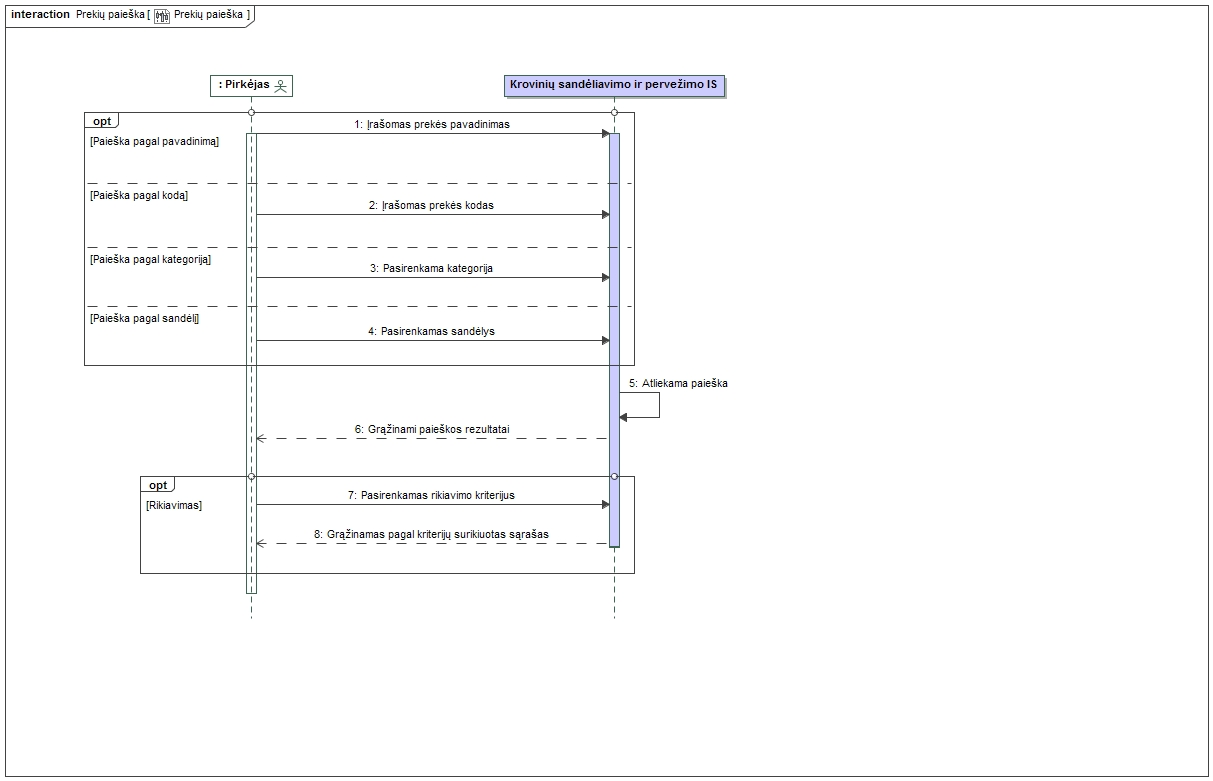 interaction Prekių paieška [ Prekių paieška ]
: Pirkėjas
Krovinių sandėliavimo ir pervežimo IS
opt
1: Įrašomas prekės pavadinimas
[Paieška pagal pavadinimą]
[Paieška pagal kodą]
2: Įrašomas prekės kodas
[Paieška pagal kategoriją]
3: Pasirenkama kategorija
[Paieška pagal sandėlį]
4: Pasirenkamas sandėlys
5: Atliekama paieška
6: Grąžinami paieškos rezultatai
opt
7: Pasirenkamas rikiavimo kriterijus
[Rikiavimas]
8: Grąžinamas pagal kriterijų surikiuotas sąrašas